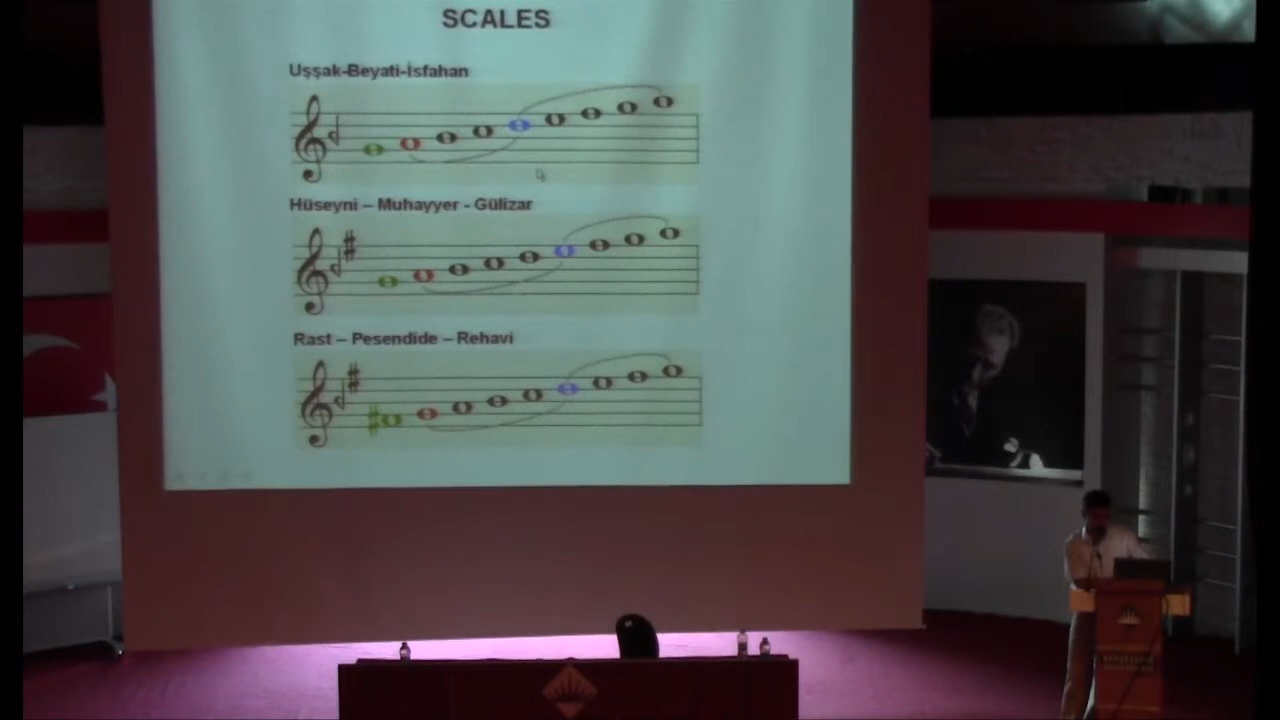 SCALES
Uşşak-Beyati-İsfahan
Hüseyni – Muhayyer - Gülizar
Rast – Pesendide – Rehavi